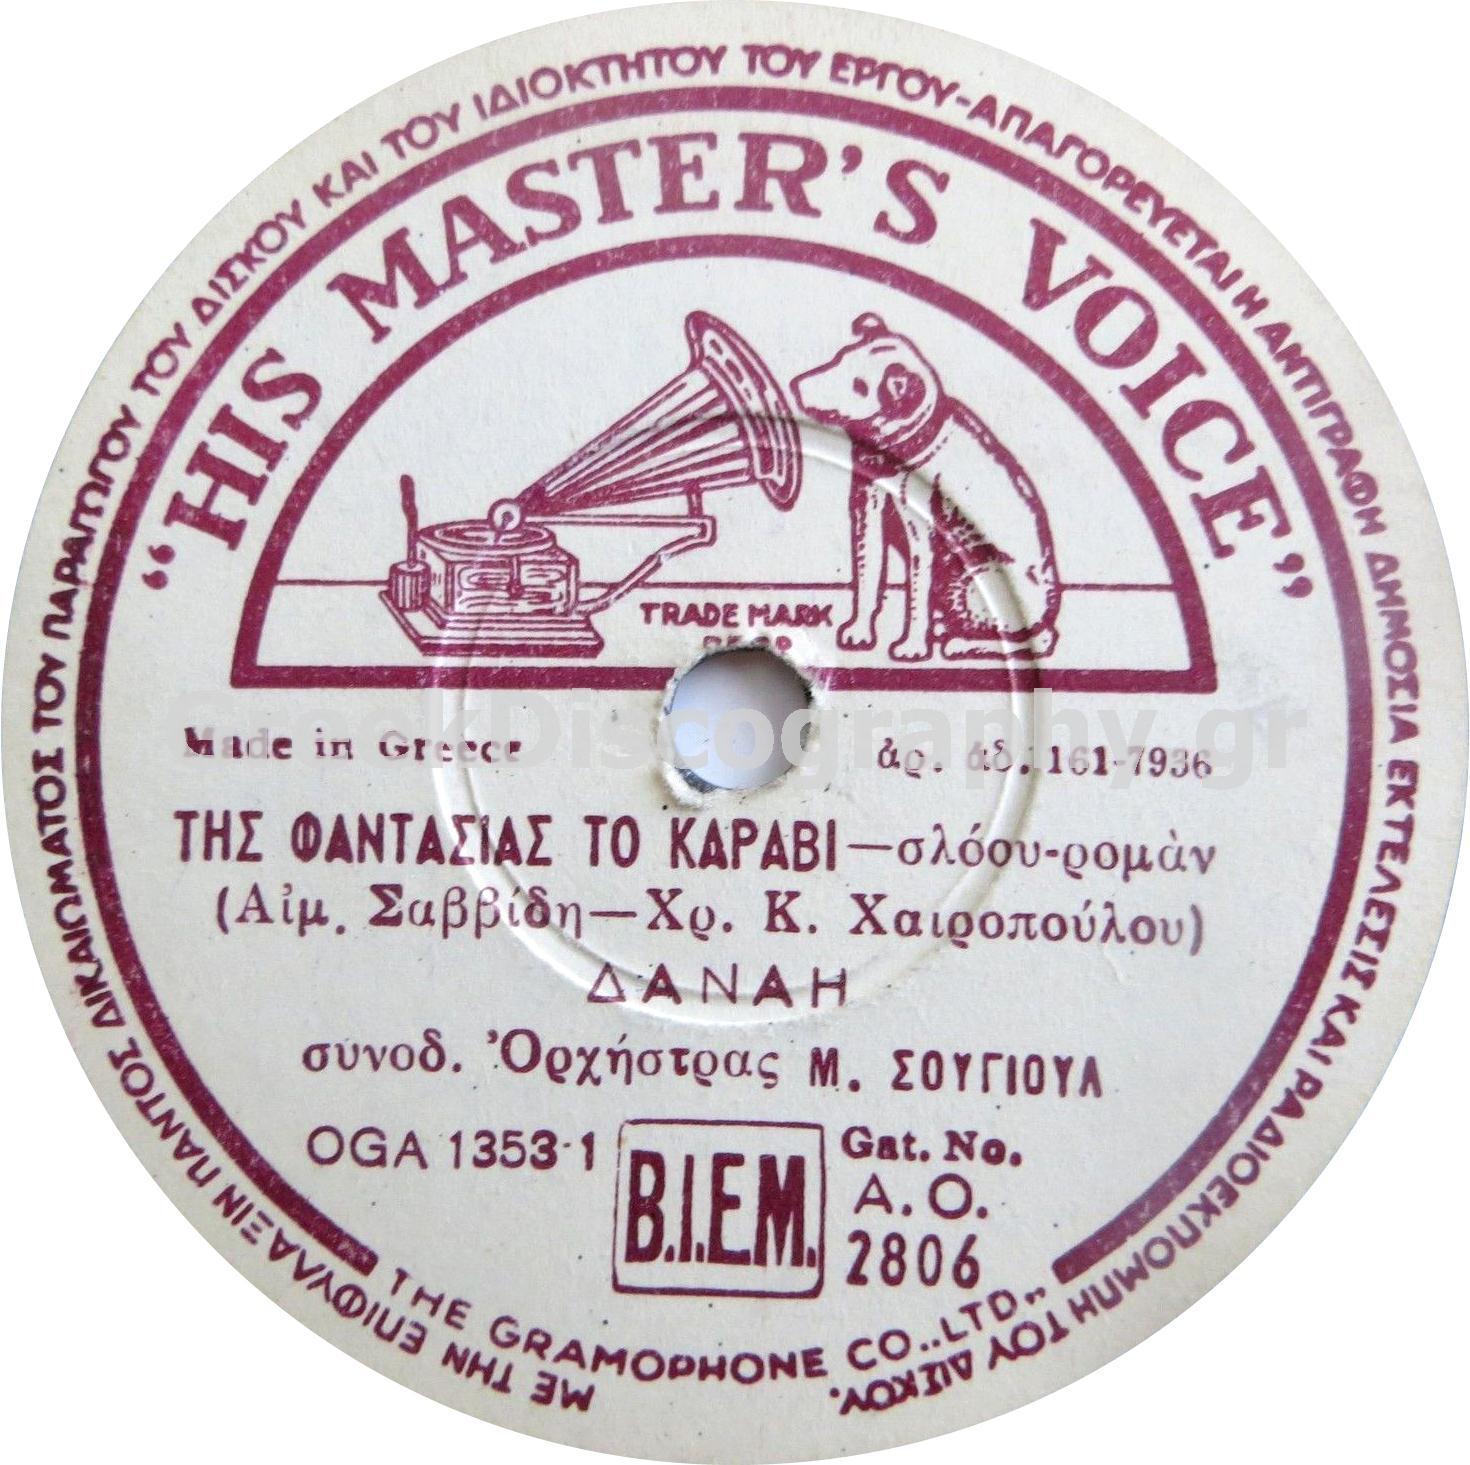 ΜΕ ΤΗΝ ΕΠΙΦΥΛΑΞΙΝ ΠΑΝΤΟΣ ΔΙΚΑΙΩΜΑΤΟΣ ΤΟΥ ΠΑΡΑΓΩΓΟΥ ΤΟΥ ΔΙΣΚΟΥ ΚΑΙ ΤΟΥ ΙΔΙΟΚΤΗΤΟΥ ΤΟΥ ΕΡΓΟΥ-ΑΠΑΓΟΡΕΥΕΤΑΙ Η ΑΝΤΙΓΡΑΦΗ ΔΗΜΟΣΙΑ ΕΚΤΕΛΕΣΙΣ ΚΑΙ ΡΑΔΙΟΕΚΠΟΜΠΗ ΤΟΥ ΔΙΣΚΟΥ.
“HIS MASTER'S VOICE”
TRADE MARK
GreekDiscography.gr
Made in Greece
ἀρ. ἀδ. 161-7936
ΤΗΣ ΦΑΝΤΑΣΙΑΣ ΤΟ ΚΑΡΑΒΙ—σλόου-ρομὰν
(Αἰμ. Σαββίδη—Χρ. Κ. Χαιροπούλου)
ΔΑΝΑΗ
συνοδ. Ὀρχήστρας Μ. ΣΟΥΓΙΟΥΛ
OGA 1353-1
B.I.E.M.
Gat. No.
A. O.
2806
THE GRAMOPHONE CO.. LTD„